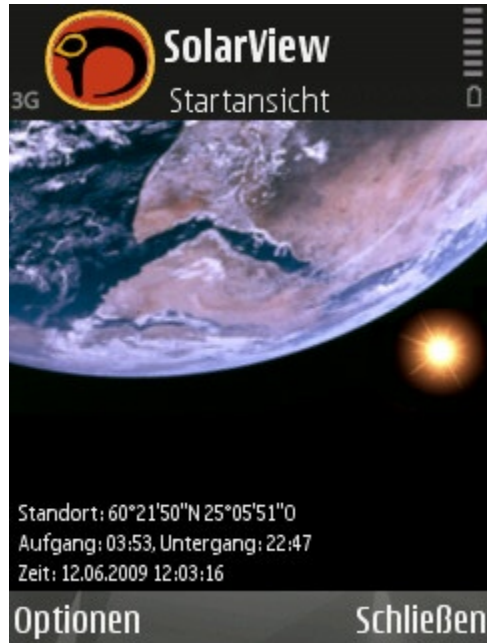 SolarView
3G Startansicht
Standort: 60°21'50"N 25°05'51"O
Aufgang: 03:53, Untergang: 22:47
Zeit: 12.06.2009 12:03:16
Optionen Schließen